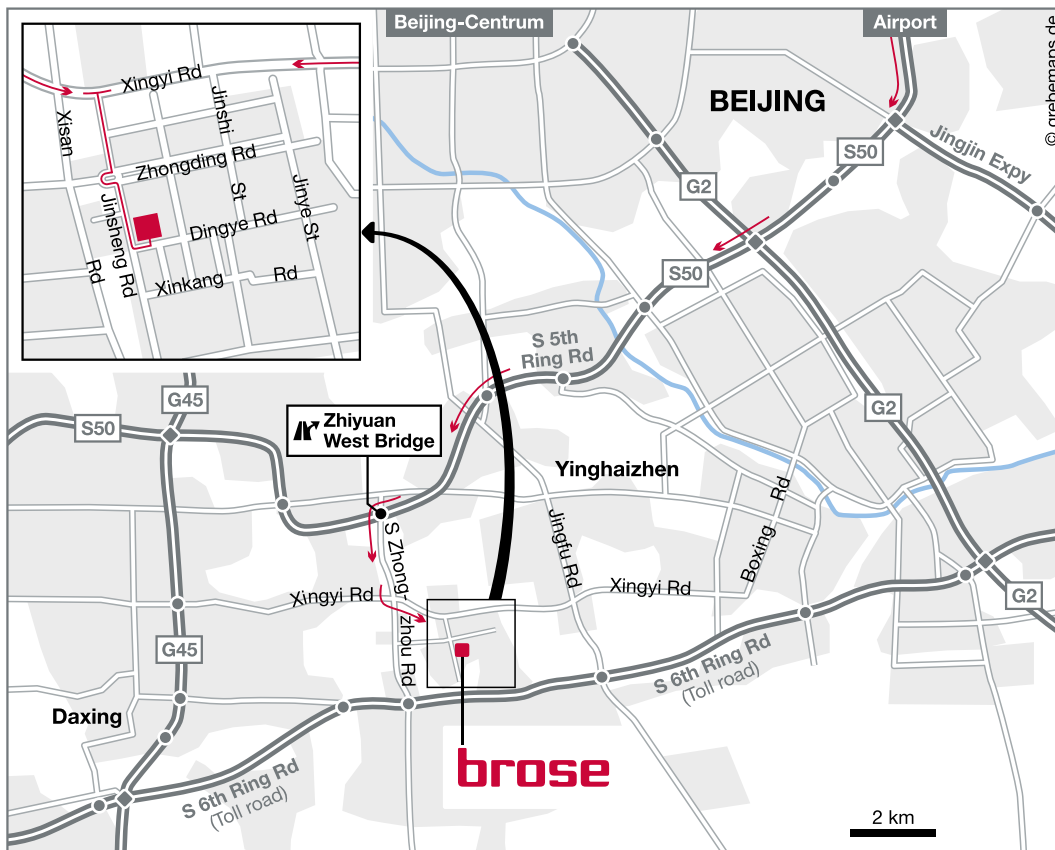 Beijing-Centrum
Airport
© grebemaps.de
BEIJING
Jingjin Expy
S50
G2
S50
S 5th
Ring Rd
G2
G45
S50
Zhiyuan
West Bridge
Yinghaizhen
Boxing Rd
Jingfu Rd
S Zhong-
zhou Rd
Xingyi Rd
Xingyi Rd
G2
G45
S 6th Ring Rd
(Toll road)
Daxing
S 6th Ring Rd
(Toll road)
brose
2 km
Xingyi Rd
Xisan
Rd
Jinshi
St
Zhongding Rd
Jinsheng Rd
Dingye Rd
Jinye St
Xinkang
Rd